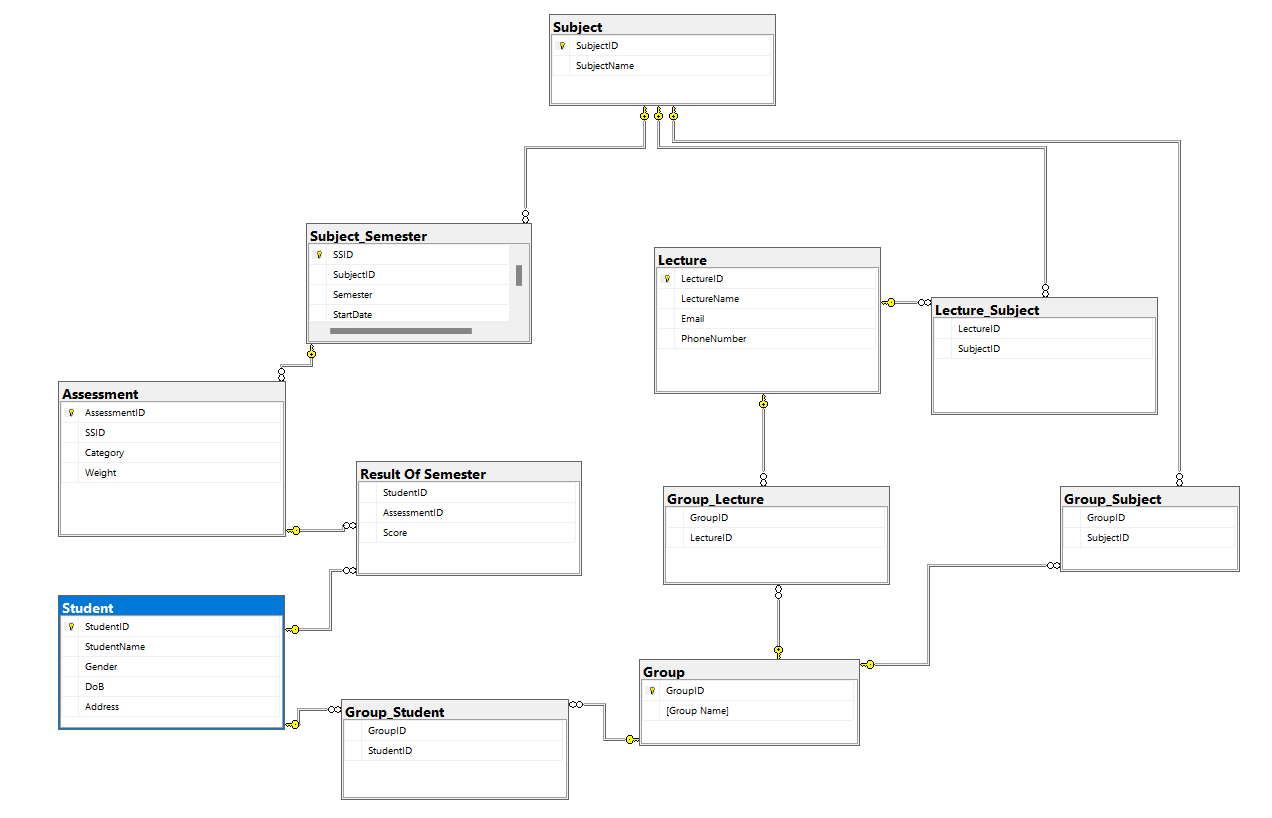 Subject
SubjectID
SubjectName
Subject_Semester
SSID
SubjectID
Semester
StartDate
Lecture
LectureID
LectureName
Email
PhoneNumber
Lecture_Subject
LectureID
SubjectID
Assessment
AssessmentID
SSID
Category
Weight
Result Of Semester
StudentID
AssessmentID
Score
Group_Lecture
GroupID
LectureID
Group_Subject
GroupID
SubjectID
Student
StudentID
StudentName
Gender
DoB
Address
Group_Student
GroupID
StudentID
Group
GroupID
[Group Name]